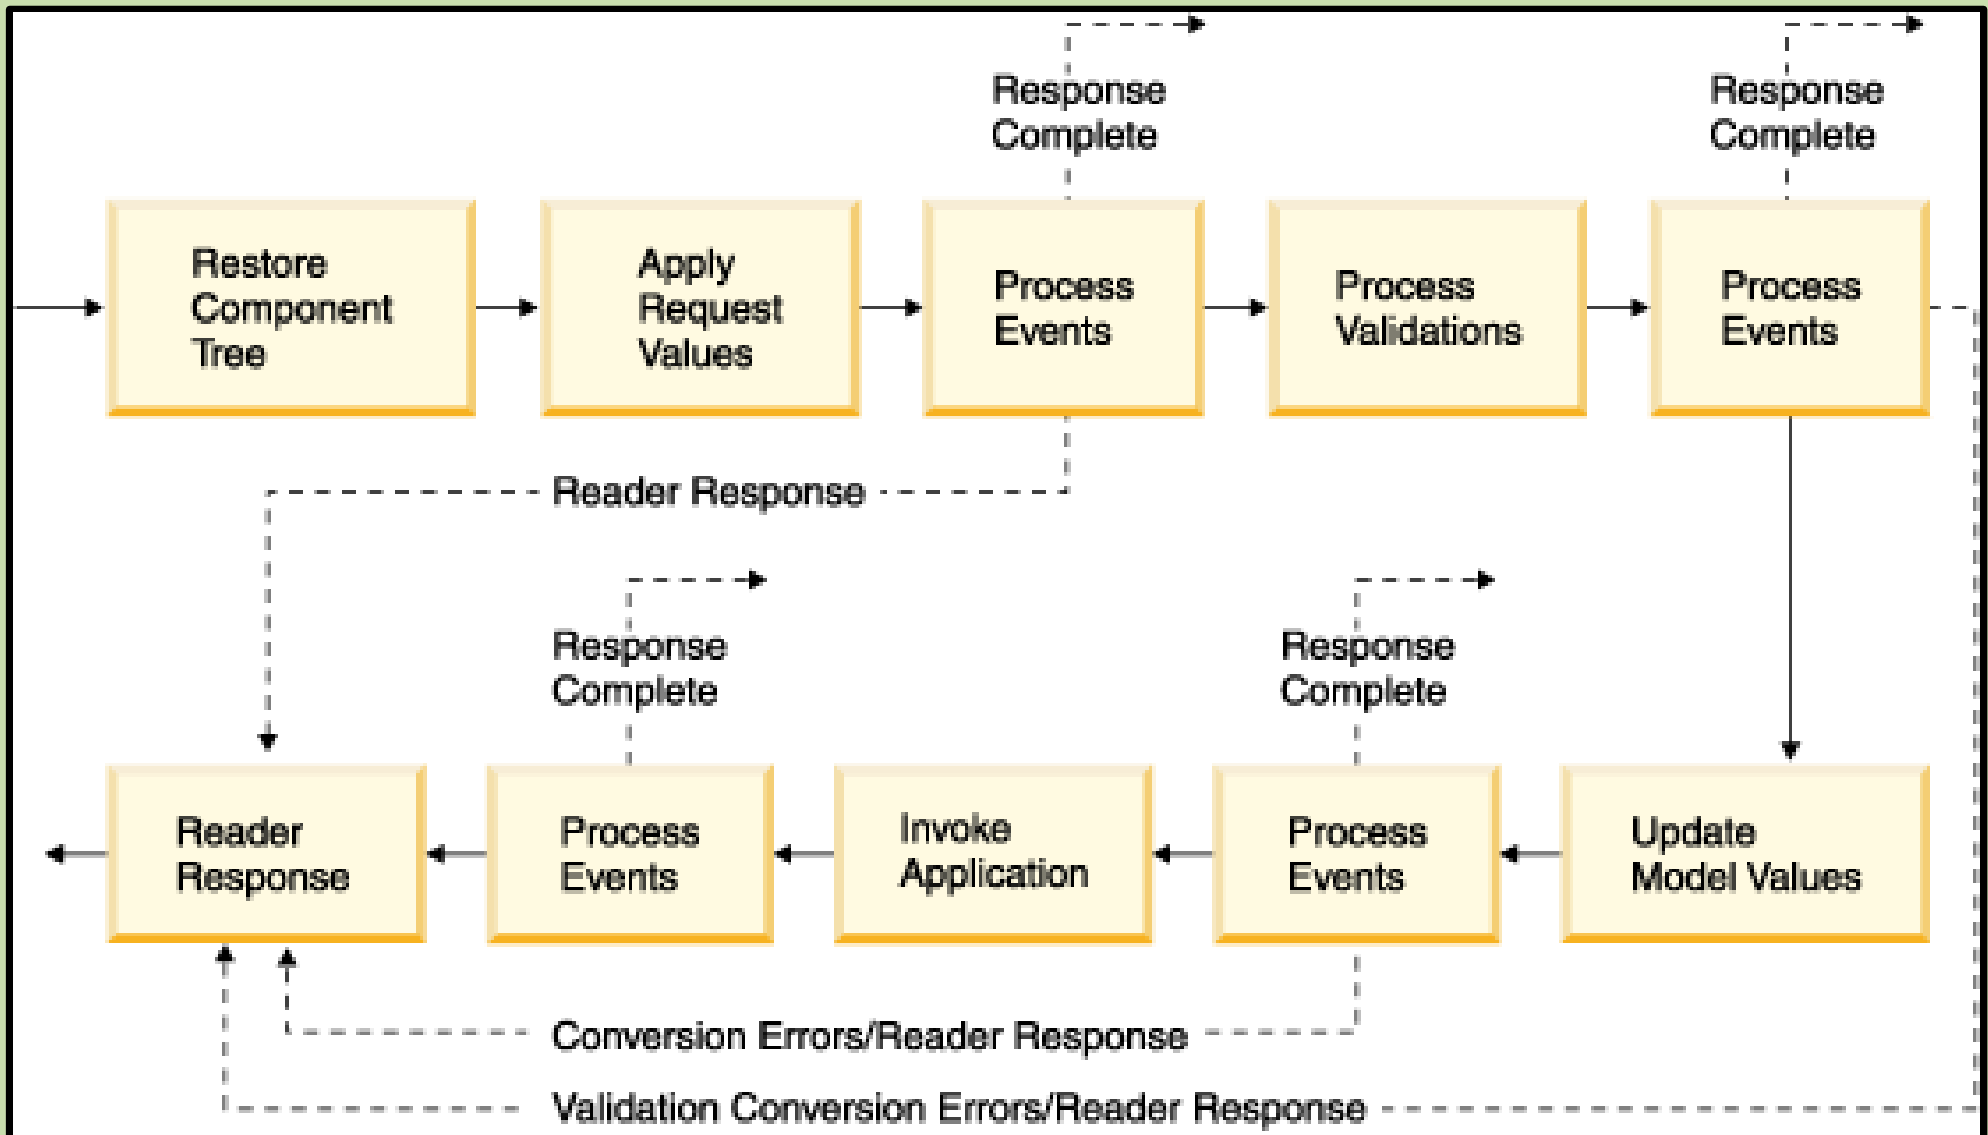 Response
Complete
Response
Complete
Restore
Component
Tree
Apply
Request
Values
Process
Events
Process
Validations
Process
Events
Reader Response
Response
Complete
Response
Complete
Reader
Response
Process
Events
Invoke
Application
Process
Events
Update
Model Values
Conversion Errors/Reader Response
Validation Conversion Errors/Reader Response